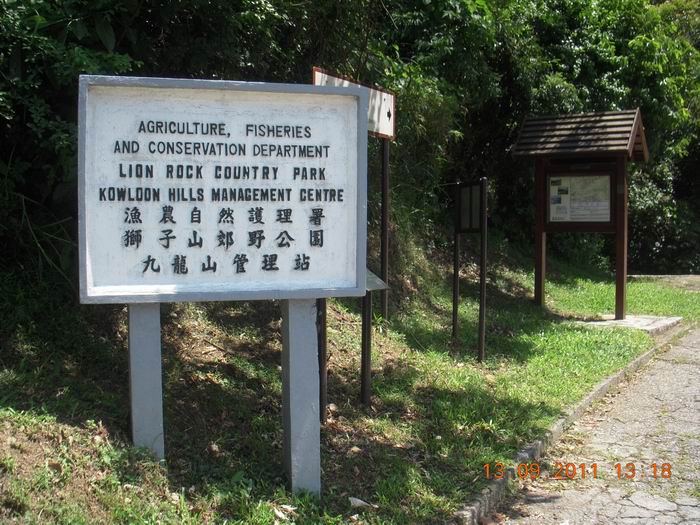 AGRICULTURE, FISHERIES
AND CONSERVATION DEPARTMENT
LION ROCK COUNTRY PARK
KOWLOON HILLS MANAGEMENT CENTRE
漁農自然護理署
獅子山郊野公園
九龍山管理站
13 09 2011 13 18